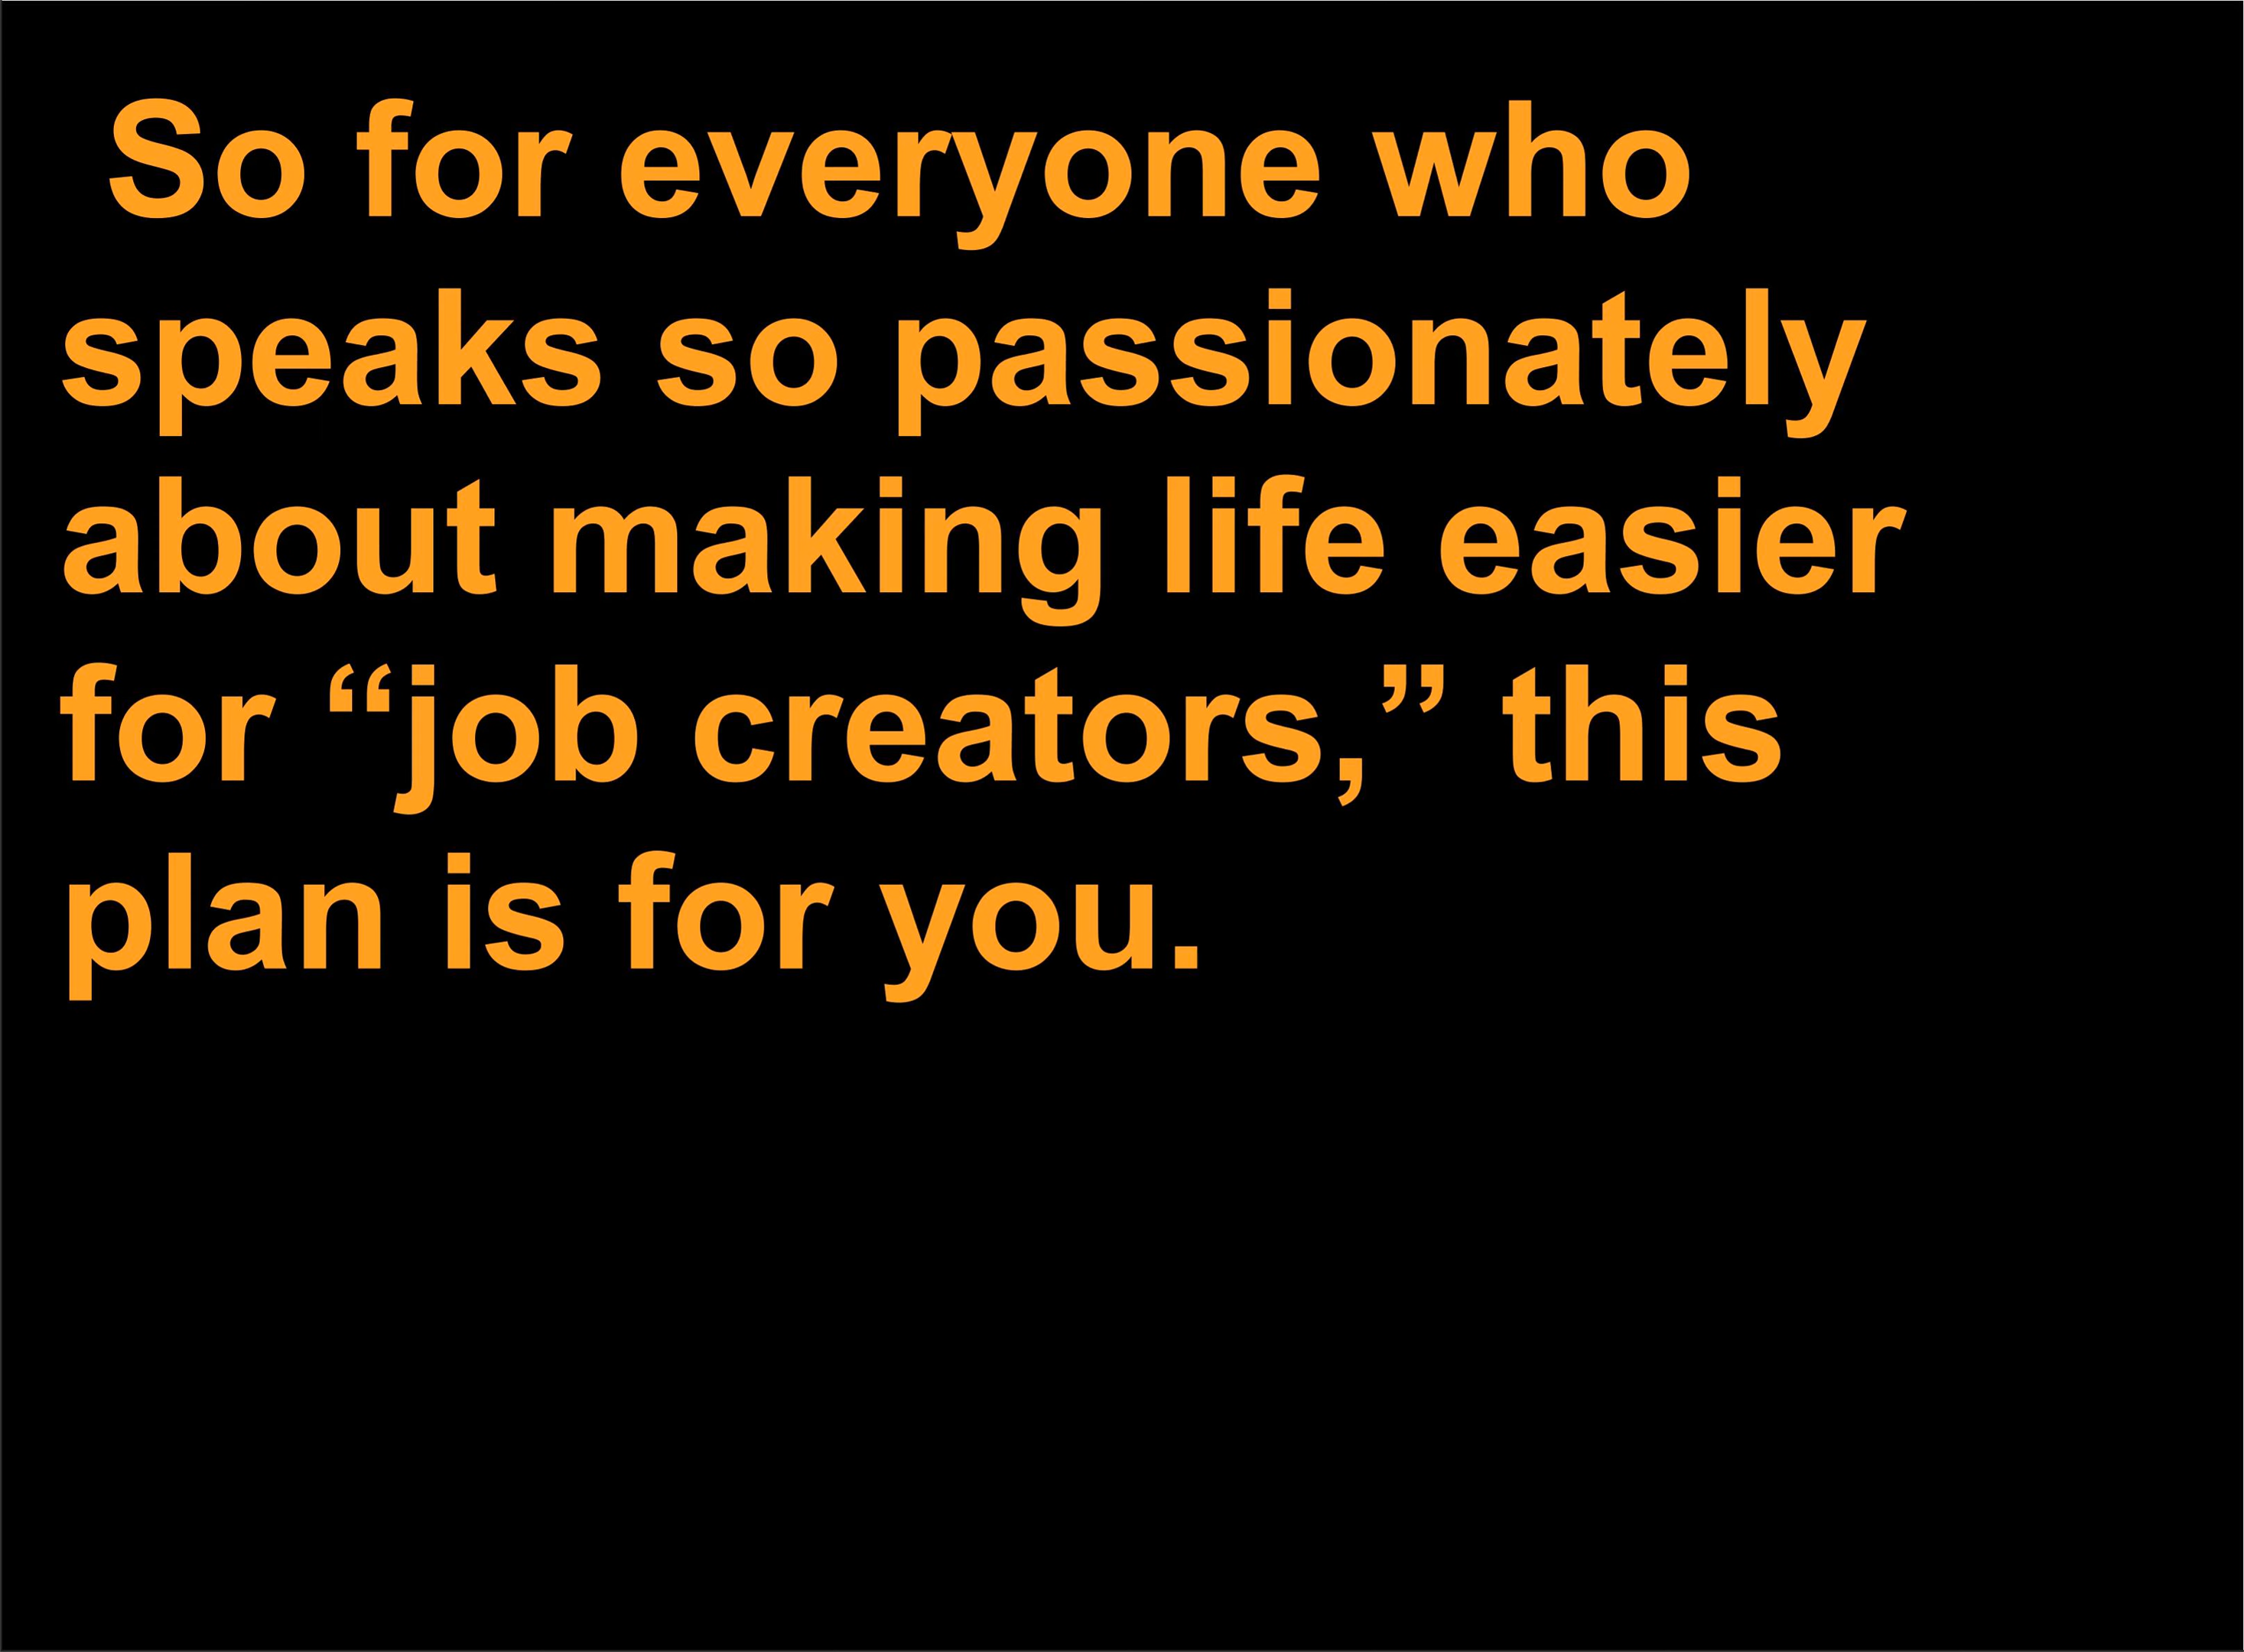 So for everyone who
speaks so passionately
about making life easier
for “job creators,” this
plan is for you.